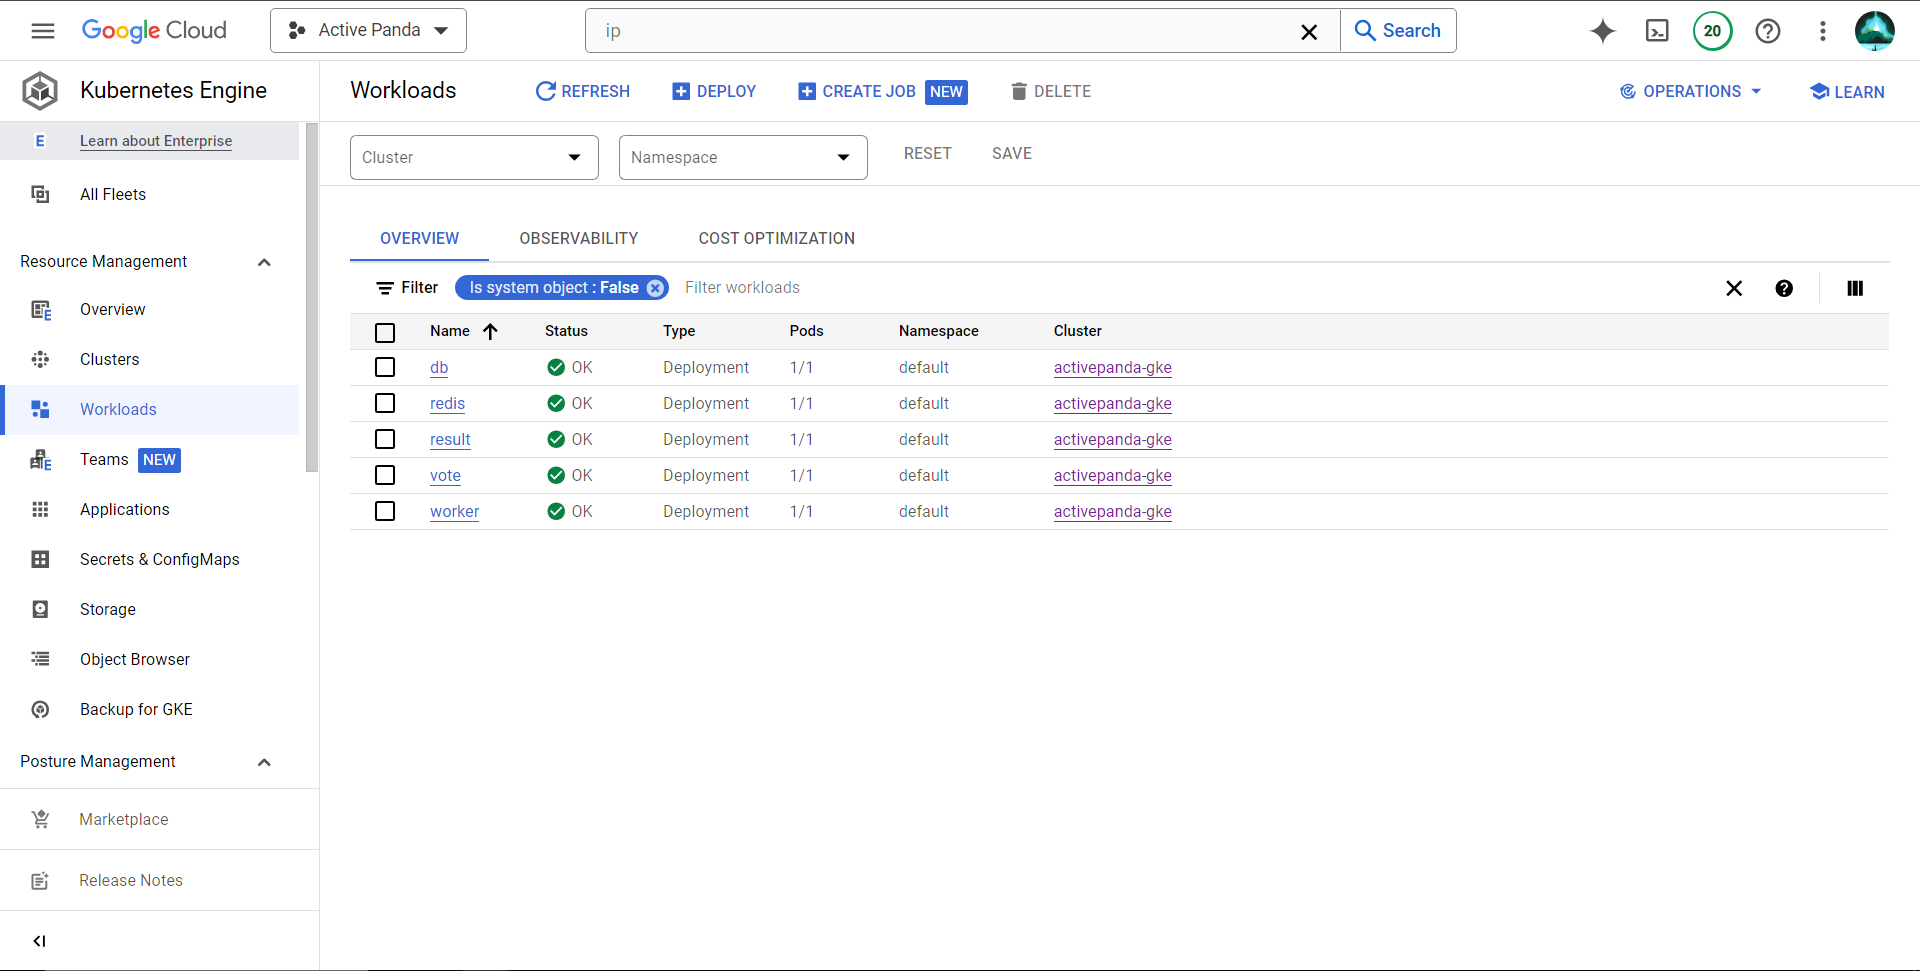 Google Cloud
Active Panda
ip
Search
20
Kubernetes Engine
Workloads
REFRESH
DEPLOY
CREATE JOB NEW
DELETE
OPERATIONS
LEARN
E Learn about Enterprise
All Fleets
Resource Management
Overview
Clusters
Workloads
Teams NEW
Applications
Secrets & ConfigMaps
Storage
Object Browser
Backup for GKE
Posture Management
Marketplace
Release Notes
Cluster
Namespace
RESET
SAVE
OVERVIEW
OBSERVABILITY
COST OPTIMIZATION
Filter Is system object : False Filter workloads
Name Status Type Pods Namespace Cluster
db OK Deployment 1/1 default activepanda-gke
redis OK Deployment 1/1 default activepanda-gke
result OK Deployment 1/1 default activepanda-gke
vote OK Deployment 1/1 default activepanda-gke
worker OK Deployment 1/1 default activepanda-gke